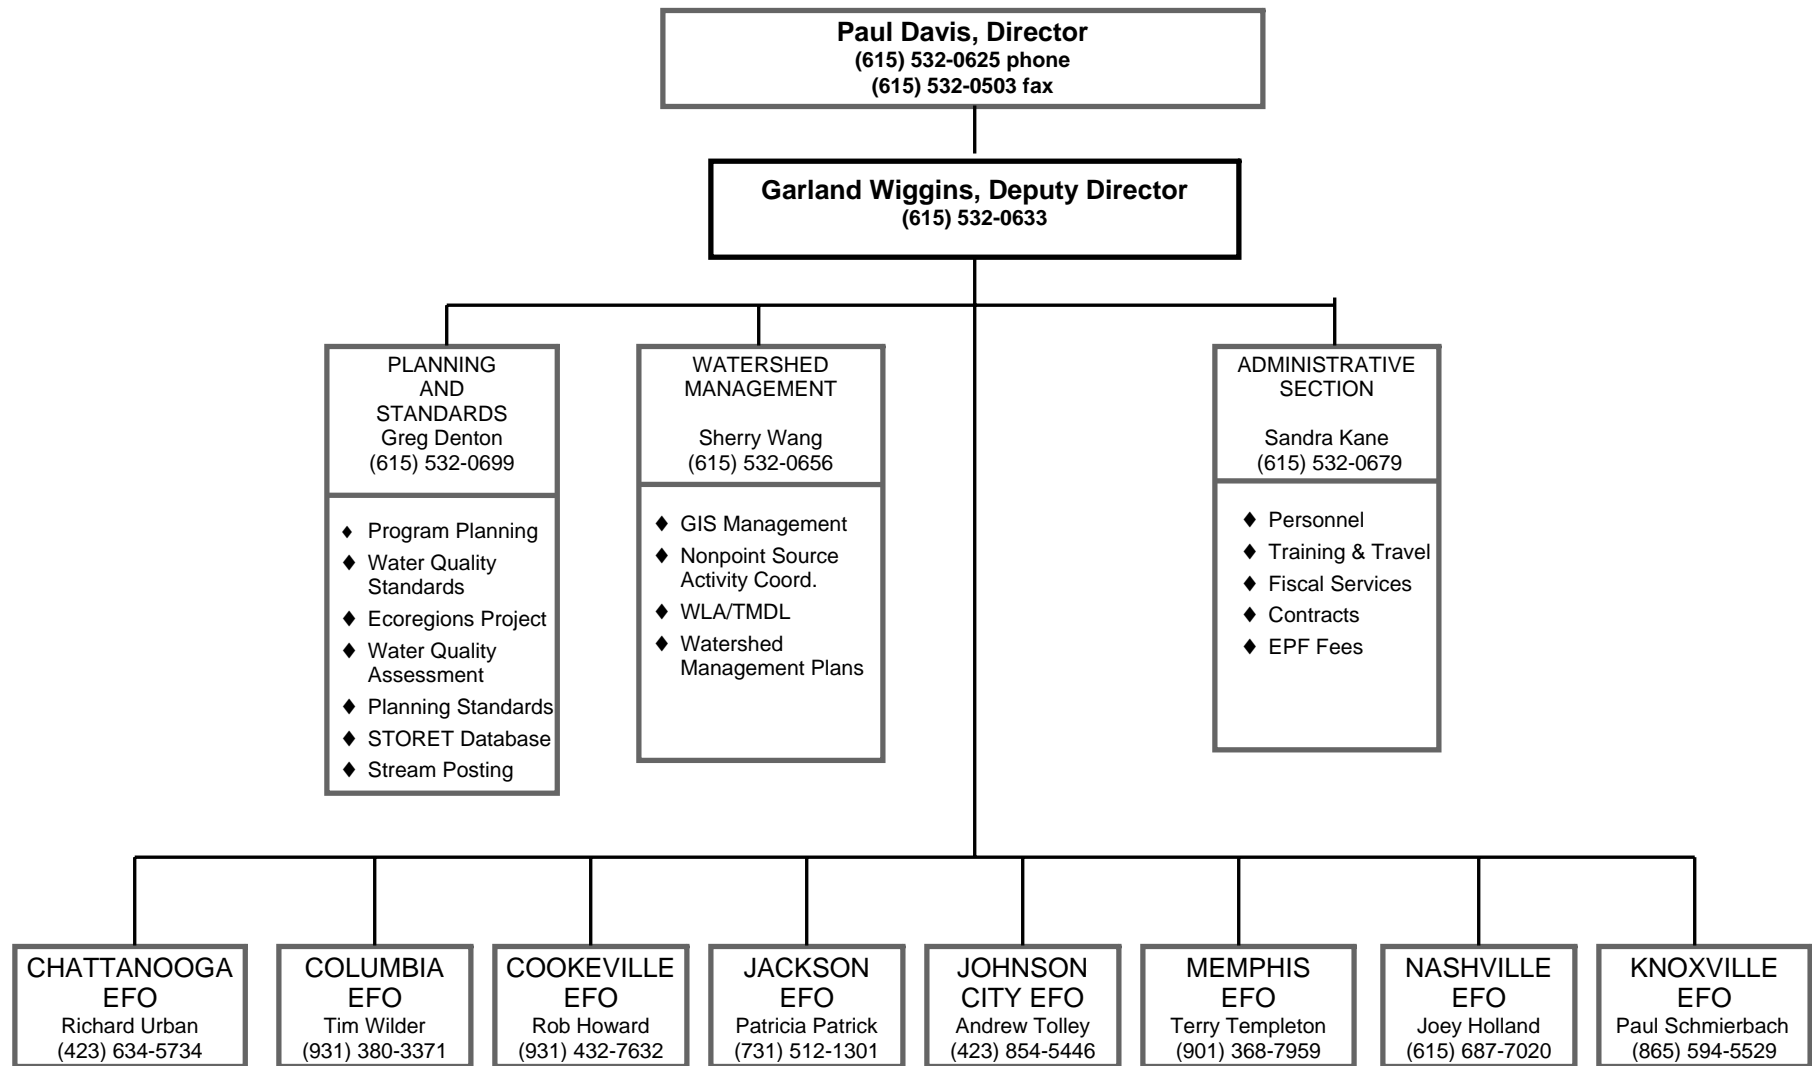 Paul Davis, Director
(615) 532-0625 phone
(615) 532-0503 fax
Garland Wiggins, Deputy Director
(615) 532-0633
PLANNING
AND
STANDARDS
Greg Denton
(615) 532-0699
♦ Program Planning
♦ Water Quality
Standards
♦ Ecoregions Project
♦ Water Quality
Assessment
♦ Planning Standards
♦ STORET Database
♦ Stream Posting
WATERSHED
MANAGEMENT
Sherry Wang
(615) 532-0656
♦ GIS Management
♦ Nonpoint Source
Activity Coord.
♦ WLA/TMDL
♦ Watershed
Management Plans
ADMINISTRATIVE
SECTION
Sandra Kane
(615) 532-0679
♦ Personnel
♦ Training & Travel
♦ Fiscal Services
♦ Contracts
♦ EPF Fees
CHATTANOOGA
EFO
Richard Urban
(423) 634-5734
COLUMBIA
EFO
Tim Wilder
(931) 380-3371
COOKEVILLE
EFO
Rob Howard
(931) 432-7632
JACKSON
EFO
Patricia Patrick
(731) 512-1301
JOHNSON
CITY EFO
Andrew Tolley
(423) 854-5446
MEMPHIS
EFO
Terry Templeton
(901) 368-7959
NASHVILLE
EFO
Joey Holland
(615) 687-7020
KNOXVILLE
EFO
Paul Schmierbach
(865) 594-5529